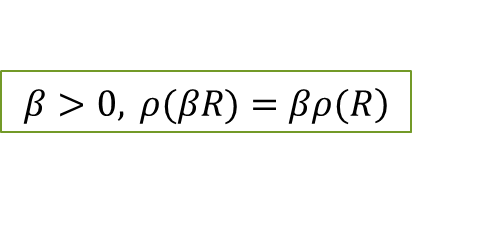 β > 0, ρ(βR) = βρ(R)